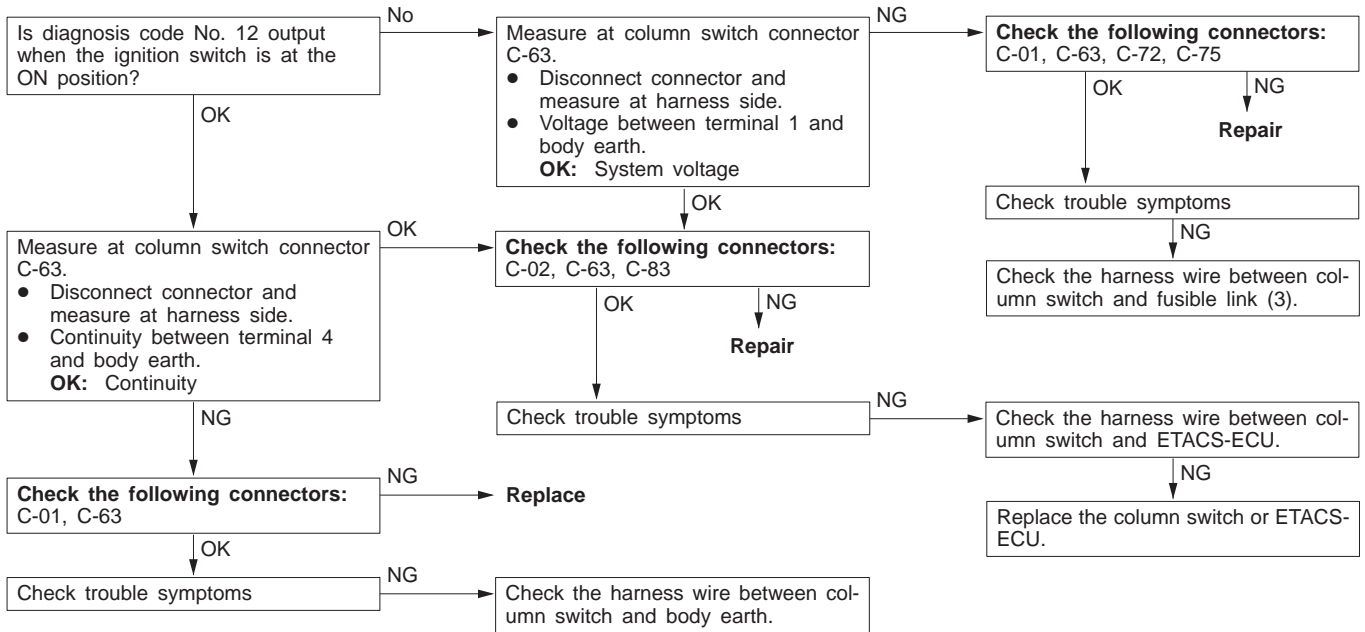 Is diagnosis code No. 12 output
when the ignition switch is at the
ON position?
No
OK
Measure at column switch connector
C-63.
● Disconnect connector and
measure at harness side.
● Voltage between terminal 1 and
body earth.
OK: System voltage
NG
OK
Check the following connectors:
C-01, C-63, C-72, C-75
OK
NG
Repair
Check trouble symptoms
NG
Check the harness wire between col-
umn switch and fusible link (3).
Measure at column switch connector
C-63.
● Disconnect connector and
measure at harness side.
● Continuity between terminal 4
and body earth.
OK: Continuity
OK
NG
Check the following connectors:
C-02, C-63, C-83
OK
NG
Repair
Check trouble symptoms
NG
Check the harness wire between col-
umn switch and ETACS-ECU.
NG
Replace the column switch or ETACS-
ECU.
Check the following connectors:
C-01, C-63
NG
Replace
OK
Check trouble symptoms
NG
Check the harness wire between col-
umn switch and body earth.